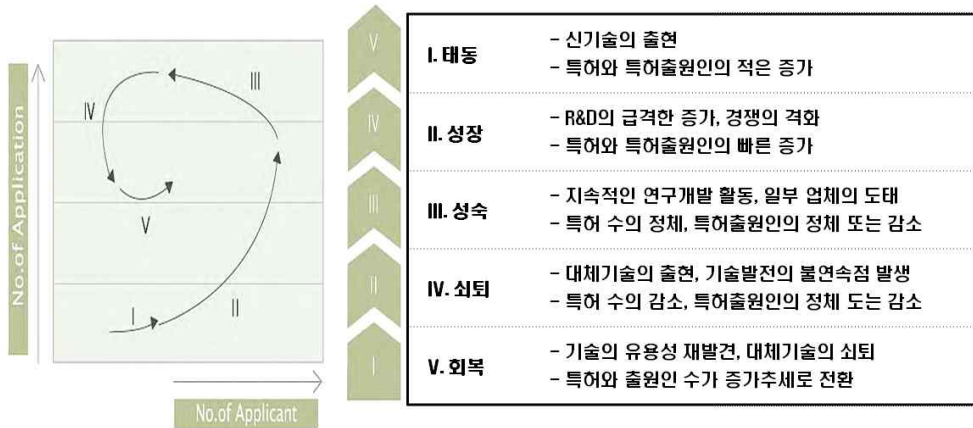 No.of Application
No.of Applicant
I
II
III
IV
V
V
IV
III
II
I
I. 태동
- 신기술의 출현
- 특허와 특허출원인의 적은 증가
II. 성장
- R&D의 급격한 증가, 경쟁의 격화
- 특허와 특허출원인의 빠른 증가
III. 성숙
- 지속적인 연구개발 활동, 일부 업체의 도태
- 특허 수의 정체, 특허출원인의 정체 또는 감소
IV. 쇠퇴
- 대체기술의 출현, 기술발전의 불연속점 발생
- 특허 수의 감소, 특허출원인의 정체 도는 감소
V. 회복
- 기술의 유용성 재발견, 대체기술의 쇠퇴
- 특허와 출원인 수가 증가추세로 전환